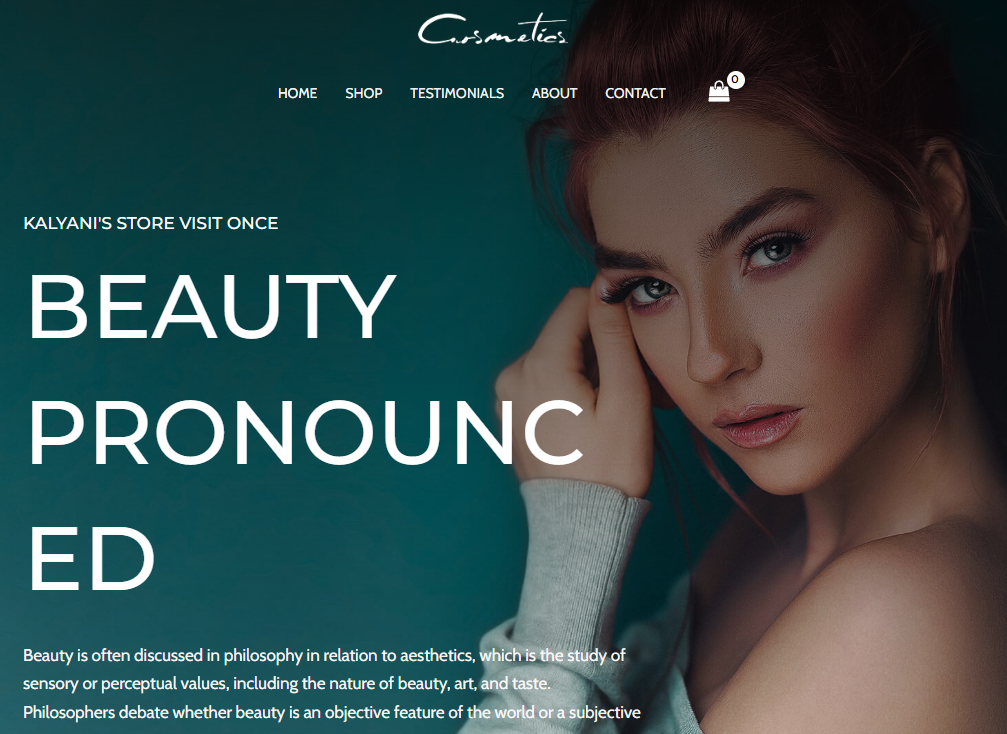 Cosmetics
HOME SHOP TESTIMONIALS ABOUT CONTACT 0
KALYANI'S STORE VISIT ONCE
BEAUTY
PRONOUNC
ED
Beauty is often discussed in philosophy in relation to aesthetics, which is the study of
sensory or perceptual values, including the nature of beauty, art, and taste.
Philosophers debate whether beauty is an objective feature of the world or a subjective